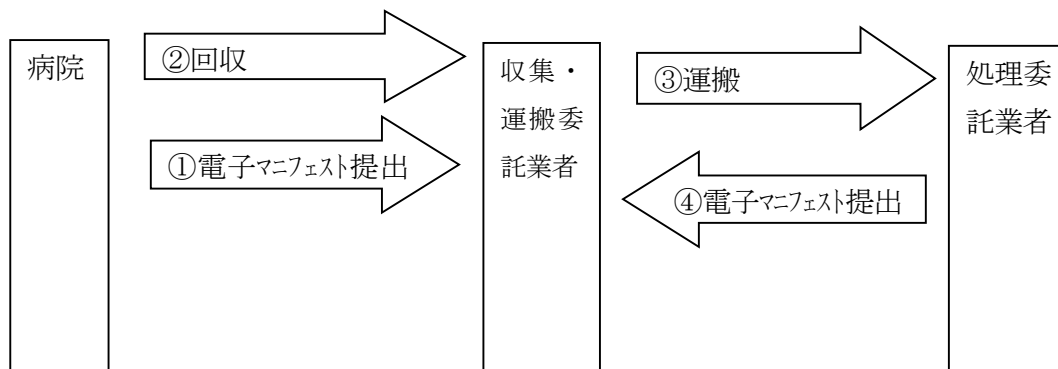 病院
②回収
①電子ﾏﾆﾌｪｽﾄ提出
収集・
運搬委
託業者
③運搬
④電子ﾏﾆﾌｪｽﾄ提出
処理委
託業者